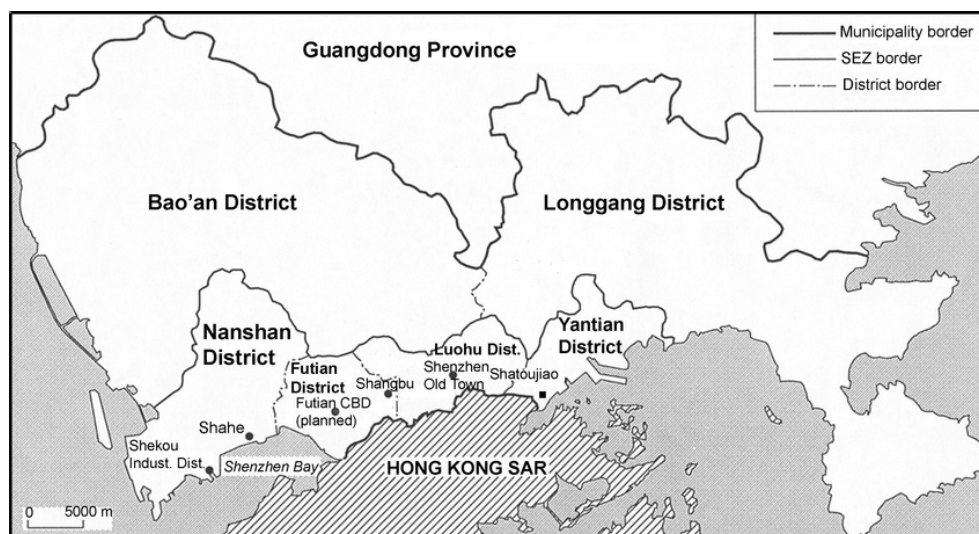 Guangdong Province
Municipality border
SEZ border
District border
Bao'an District
Longgang District
Nanshan
District
Yantian
District
Luohu Dist.
Shenzhen
Old Town
Shatoujiao
Futian
District
Shangbu
Futian CBD
(planned)
Shahe
Shekou
Indust. Dist.
Shenzhen Bay
HONG KONG SAR
0 5000 m